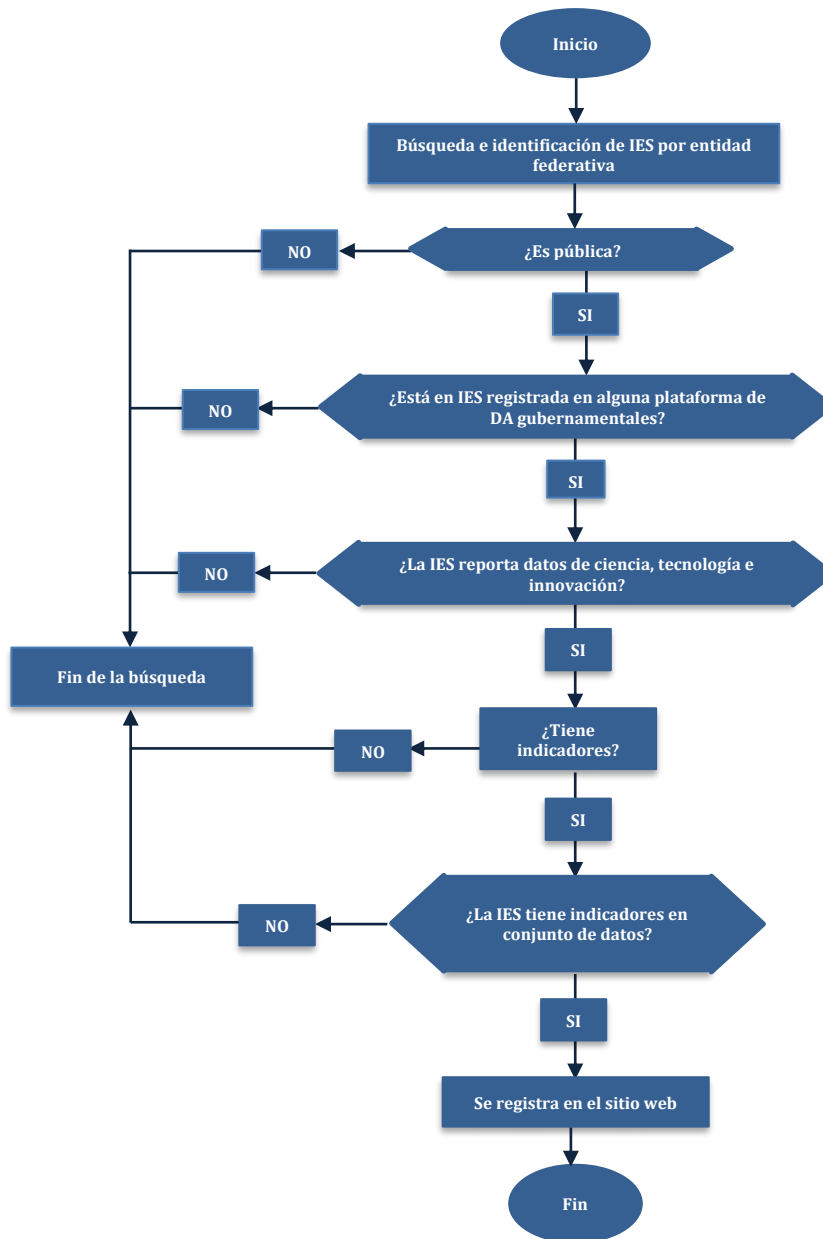 Inicio
Búsqueda e identificación de IES por entidad
federativa
NO
¿Es pública?
SI
NO
¿Está en IES registrada en alguna plataforma de
DA gubernamentales?
SI
NO
¿La IES reporta datos de ciencia, tecnología e
innovación?
SI
Fin de la búsqueda
NO
¿Tiene
indicadores?
SI
NO
¿La IES tiene indicadores en
conjunto de datos?
SI
Se registra en el sitio web
Fin